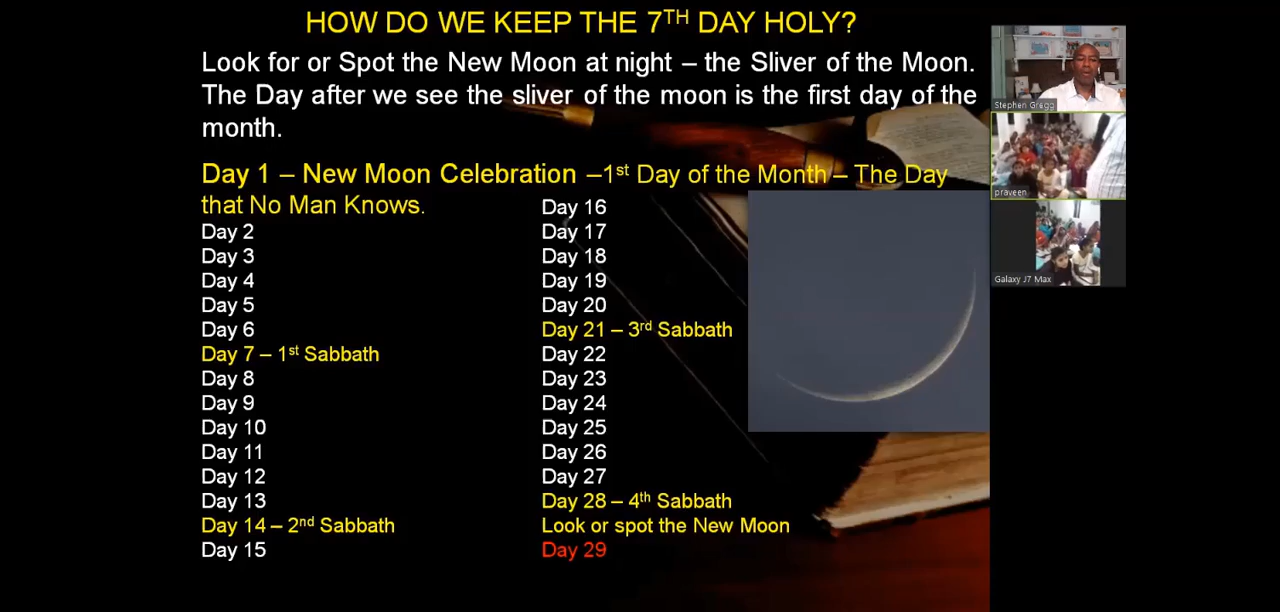 HOW DO WE KEEP THE 7TH DAY HOLY?
Look for or Spot the New Moon at night – the Sliver of the Moon.
The Day after we see the sliver of the moon is the first day of the
month.
Day 1 – New Moon Celebration –1st Day of the Month – The Day
that No Man Knows.
Day 2
Day 3
Day 4
Day 5
Day 6
Day 7 – 1st Sabbath
Day 8
Day 9
Day 10
Day 11
Day 12
Day 13
Day 14 – 2nd Sabbath
Day 15
Day 16
Day 17
Day 18
Day 19
Day 20
Day 21 – 3rd Sabbath
Day 22
Day 23
Day 24
Day 25
Day 26
Day 27
Day 28 – 4th Sabbath
Look or spot the New Moon
Day 29
Stephen Gregg
praveen
Galaxy J7 Max